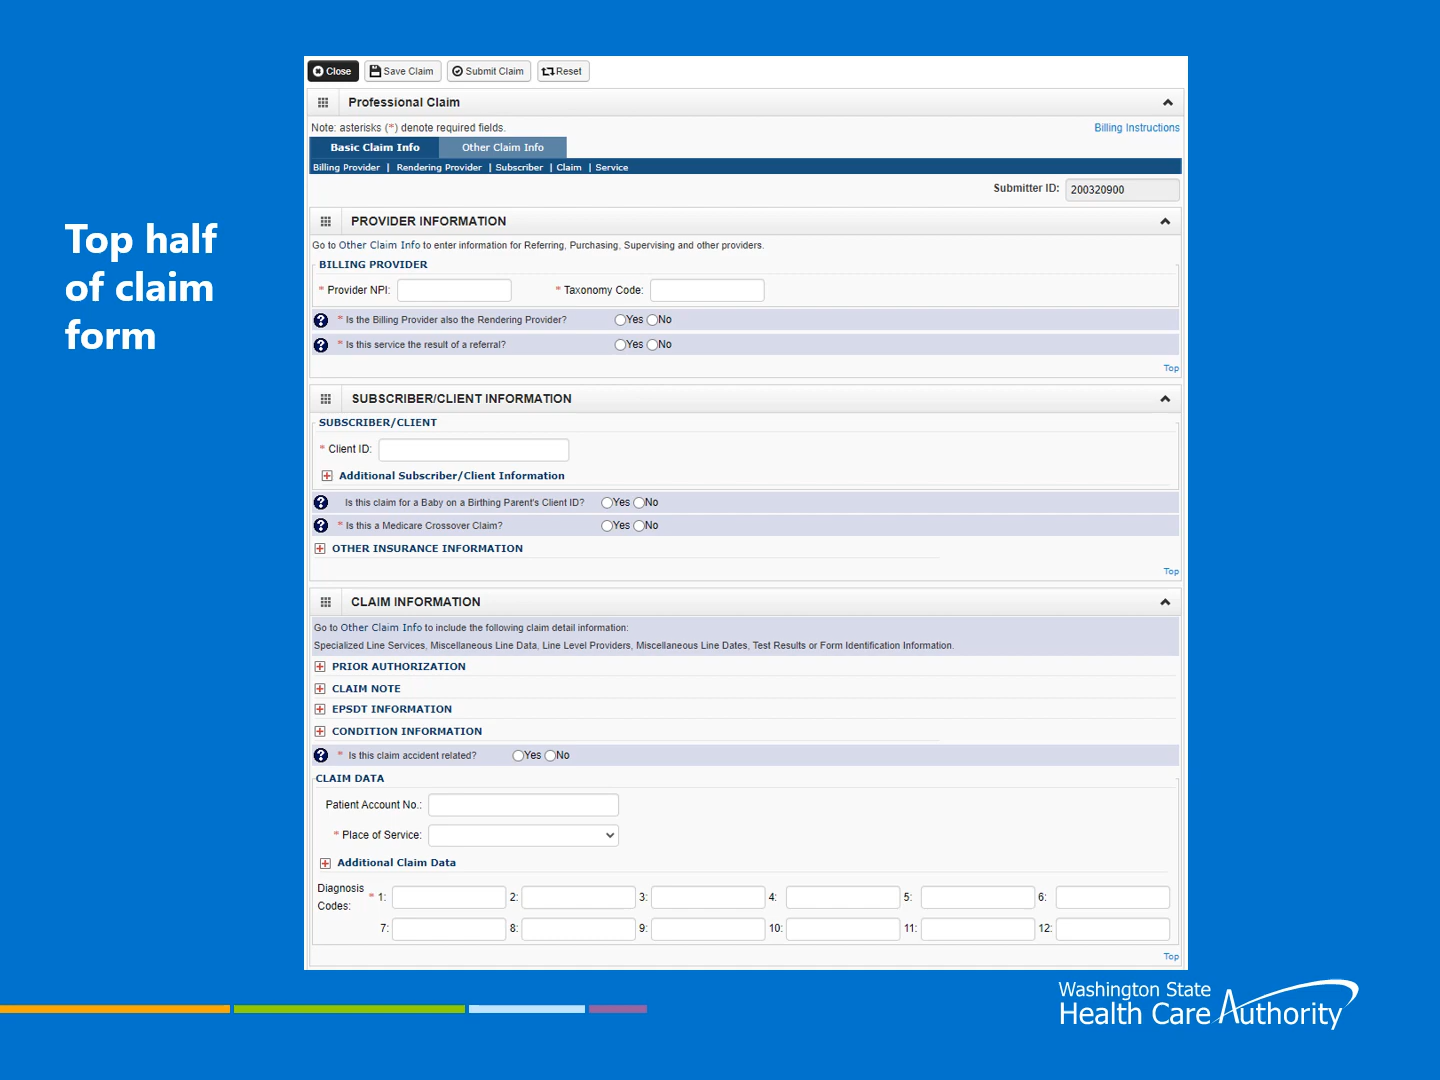 Top half
of claim
form
Close Save Claim Submit Claim Reset
Professional Claim
Note: asterisks (*) denote required fields. Billing Instructions
Basic Claim Info Other Claim Info
Billing Provider | Rendering Provider | Subscriber | Claim | Service
Submitter ID: 200320900
PROVIDER INFORMATION
Go to Other Claim Info to enter information for Referring, Purchasing, Supervising and other providers.
BILLING PROVIDER
* Provider NPI: * Taxonomy Code:
? * Is the Billing Provider also the Rendering Provider? Yes No
? * Is this service the result of a referral? Yes No
Top
SUBSCRIBER/CLIENT INFORMATION
SUBSCRIBER/CLIENT
* Client ID:
Additional Subscriber/Client Information
? Is this claim for a Baby on a Birthing Parent's Client ID? Yes No
? * Is this a Medicare Crossover Claim? Yes No
OTHER INSURANCE INFORMATION
Top
CLAIM INFORMATION
Go to Other Claim Info to include the following claim detail information:
Specialized Line Services, Miscellaneous Line Data, Line Level Providers, Miscellaneous Line Dates, Test Results or Form Identification Information.
PRIOR AUTHORIZATION
CLAIM NOTE
EPSDT INFORMATION
CONDITION INFORMATION
? * Is this claim accident related? Yes No
CLAIM DATA
Patient Account No.:
* Place of Service:
Additional Claim Data
Diagnosis Codes: * 1: 2: 3: 4: 5: 6:
7: 8: 9: 10: 11: 12:
Top
Washington State
Health Care Authority